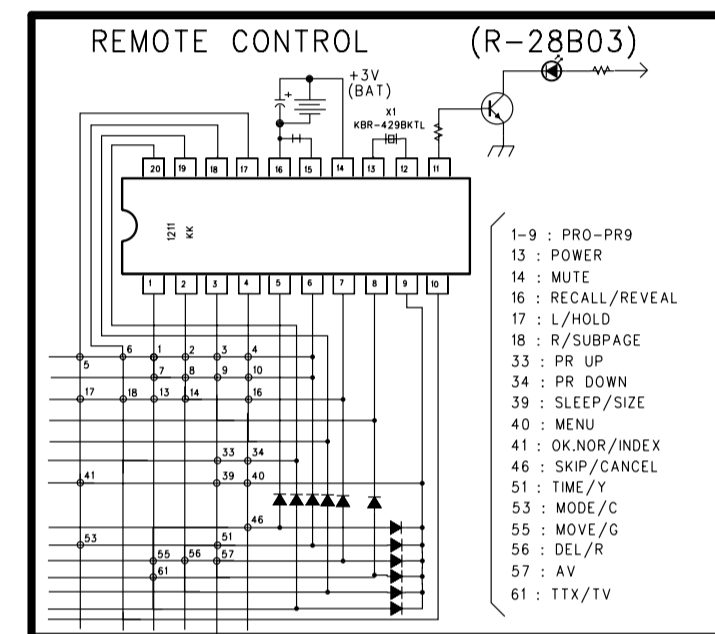 REMOTE CONTROL (R-28B03)
+3V
(BAT)
X1
KBR-429BKTL
+
H
20 19 18 17 16 15 14 13 12 11
1211
KK
1 2 3 4 5 6 7 8 9 10
1-9 : PRO-PR9
13 : POWER
14 : MUTE
16 : RECALL/REVEAL
17 : L/HOLD
18 : R/SUBPAGE
33 : PR UP
34 : PR DOWN
39 : SLEEP/SIZE
40 : MENU
41 : OK.NOR/INDEX
46 : SKIP/CANCEL
51 : TIME/Y
53 : MODE/C
55 : MOVE/G
56 : DEL/R
57 : AV
61 : TTX/TV
5 6 1 2 3 4
7 8 9 10
17 18 13 14 16
33 34
41 39 40
46
53 51
55 56 57
61